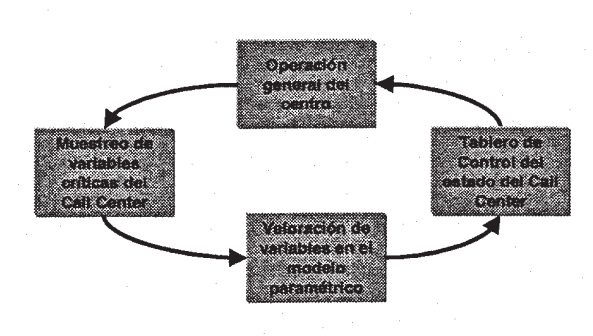 Operación
general del
centro
Muestreo de
variables
críticas del
Call Center
Tablero de
Control del
estado del Call
Center
Valoración de
variables en el
modelo
paramétrico